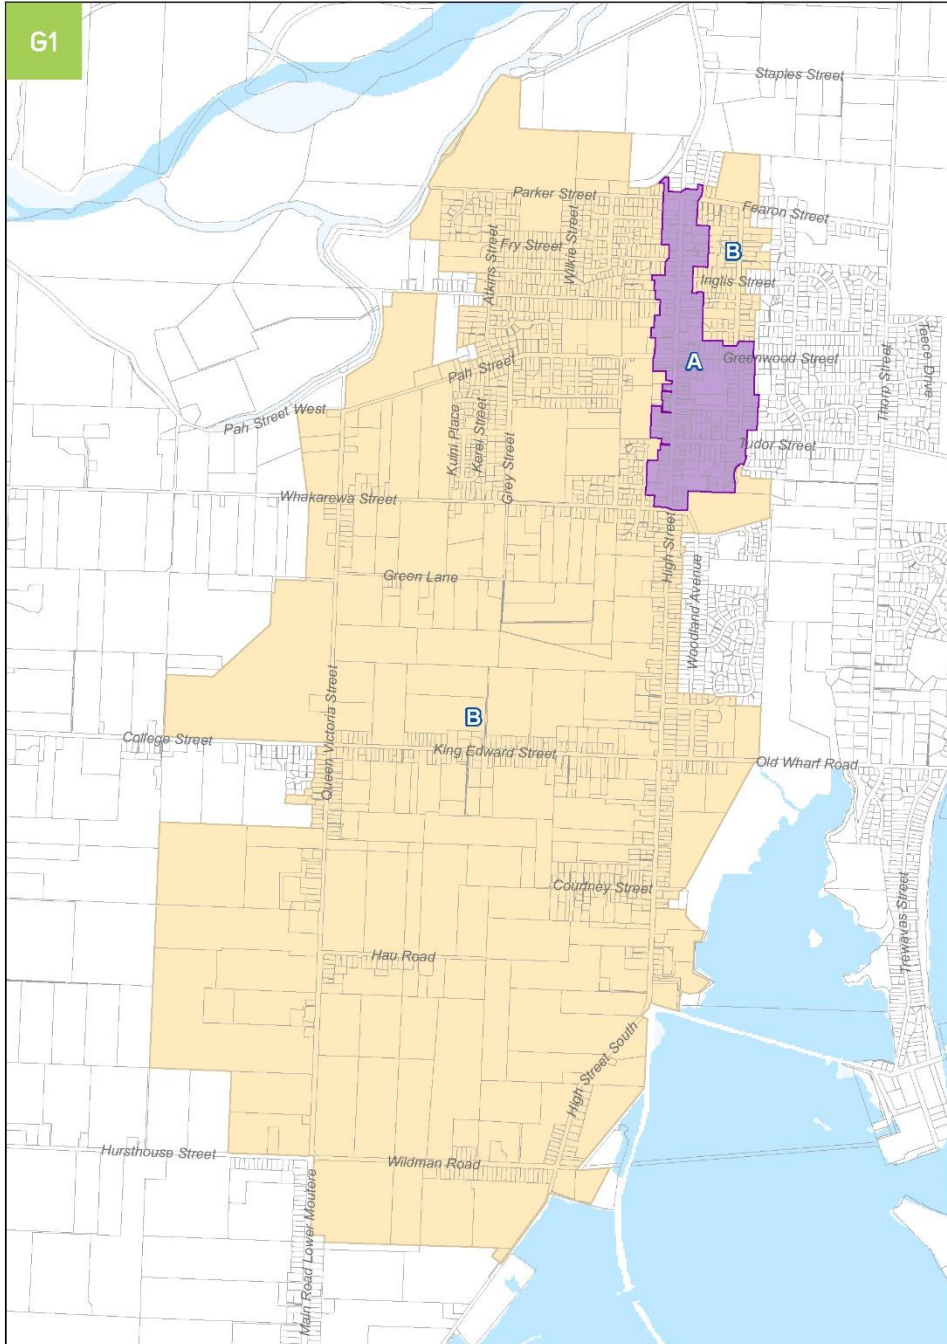 G1
Staples Street
Parker Street
Fearon Street
Wilkie Street
Fry Street
Atkins Street
B
Inglis Street
Teece Drive
Greenwood Street
A
Thorp Street
Pah Street
Pah Street West
Kuini Place
Kerei Street
Grey Street
Tudor Street
Whakarewa Street
High Street
Green Lane
Woodland Avenue
Queen Victoria Street
B
College Street
King Edward Street
Old Wharf Road
Courtney Street
Trewavas Street
Hau Road
High Street South
Hursthouse Street
Wildman Road
Main Road Lower Moutere